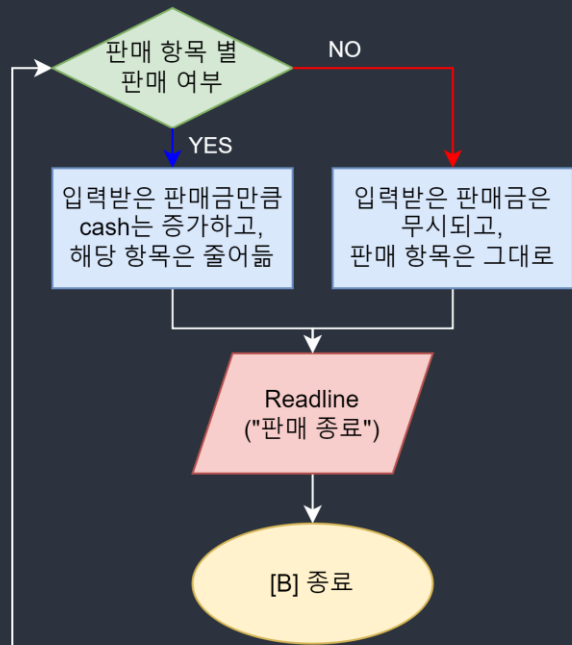 판매 항목 별
판매 여부
NO
YES
입력받은 판매금만큼
cash는 증가하고,
해당 항목은 줄어듦
입력받은 판매금은
무시되고,
판매 항목은 그대로
Readline
("판매 종료")
[B] 종료